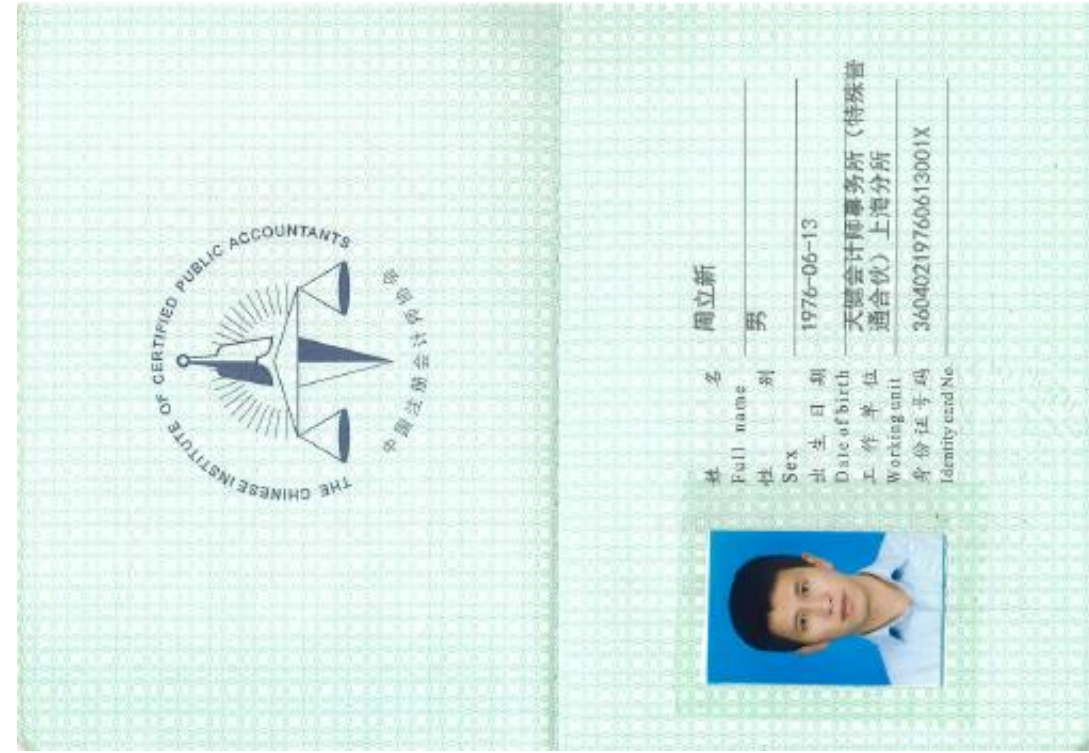 THE CHINESE INSTITUTE OF CERTIFIED PUBLIC ACCOUNTANTS
中国注册会计师协会
姓 名 周立新
Full name
性 别 男
Sex
出 生 日 期 1976-06-13
Date of birth
工 作 单 位 天健会计师事务所（特殊普
通合伙）上海分所
Working unit
身 份 证 号 码 36040219760613001X
Identity card No.